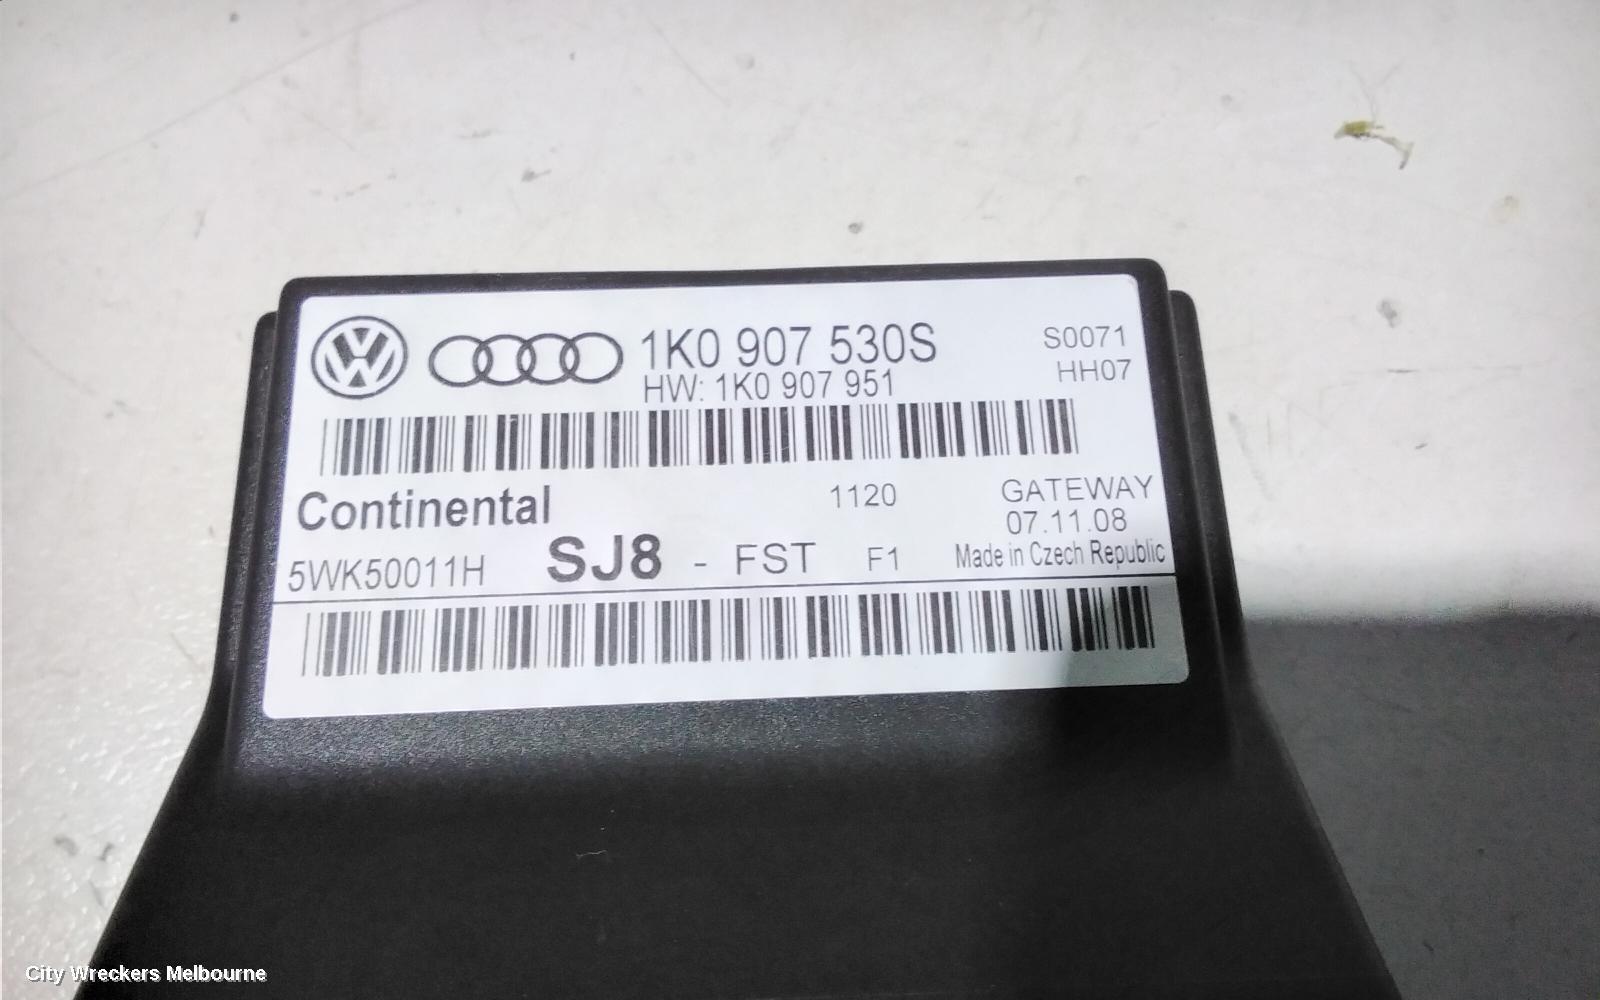 1K0 907 530S
HW: 1K0 907 951
S0071
HH07
Continental
1120
GATEWAY
07.11.08
5WK50011H SJ8 - FST F1
Made in Czech Republic
City Wreckers Melbourne